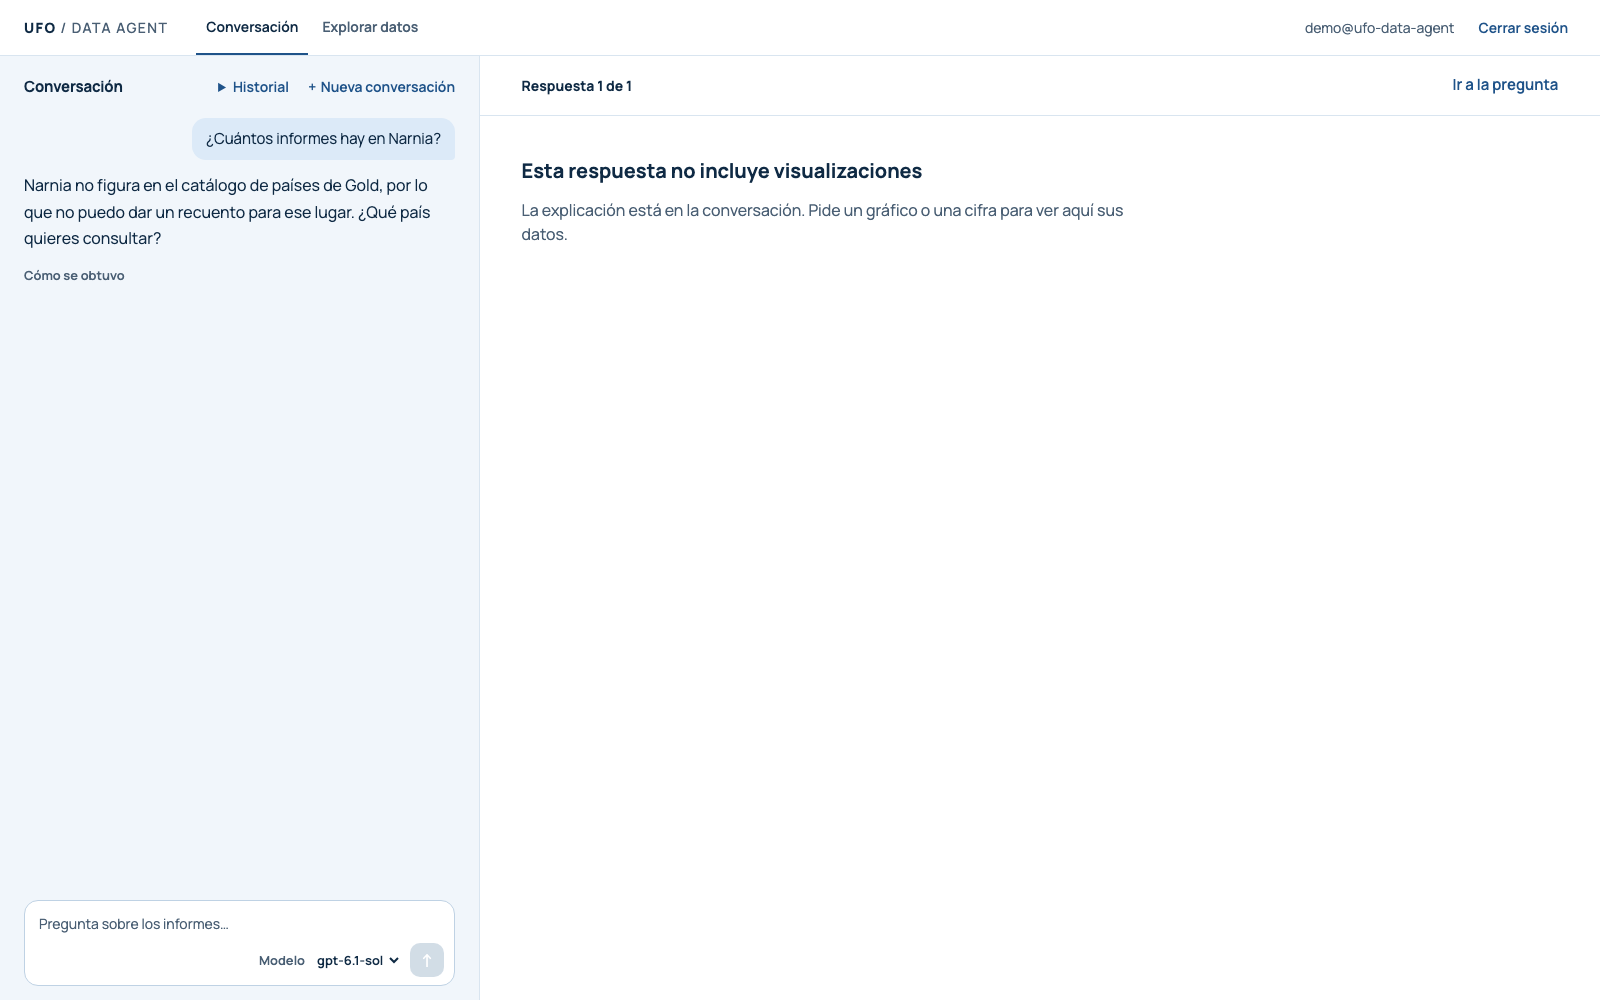 UFO / DATA AGENT
Conversación
Explorar datos
demo@ufo-data-agent
Cerrar sesión
Conversación
▶ Historial
+ Nueva conversación
¿Cuántos informes hay en Narnia?
Narnia no figura en el catálogo de países de Gold, por lo
que no puedo dar un recuento para ese lugar. ¿Qué país
quieres consultar?
Cómo se obtuvo
Pregunta sobre los informes…
Modelo
gpt-6.1-sol
Respuesta 1 de 1
Ir a la pregunta
Esta respuesta no incluye visualizaciones
La explicación está en la conversación. Pide un gráfico o una cifra para ver aquí sus
datos.